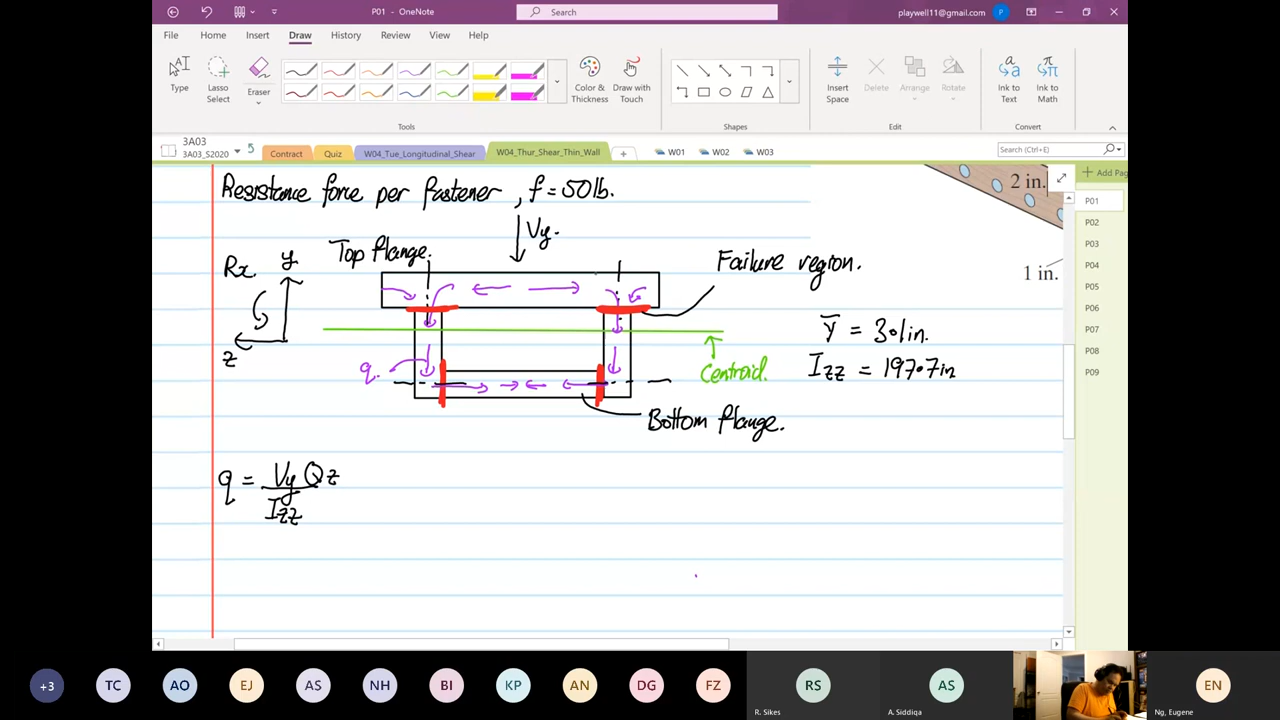 P01 - OneNote
Search
playwell11@gmail.com
P
File
Home
Insert
Draw
History
Review
View
Help
Type
Lasso
Select
Eraser
Color &
Thickness
Draw with
Touch
Insert
Space
Delete
Arrange
Rotate
Ink to
Text
Ink to
Math
Tools
Shapes
Edit
Convert
3A03
3A03_S2020
5
Contract
Quiz
W04_Tue_Longitudinal_Shear
W04_Thur_Shear_Thin_Wall
W01
W02
W03
Search (Ctrl+E)
Add Pag
P01
P02
P03
P04
P05
P06
P07
P08
P09
Resistance force per fastener , f = 50 lb.
2 in.
1 in.
Vy.
Top flange.
Rx.
y
z
Failure region.
q.
Centroid.
Bottom flange.
ȳ = 3.01in.
Izz = 197.7in
q = Vy Qz
Izz
+3
TC
AO
EJ
AS
NH
BI
KP
AN
DG
FZ
RS
R. Sikes
AS
A. Siddiqa
EN
Ng, Eugene